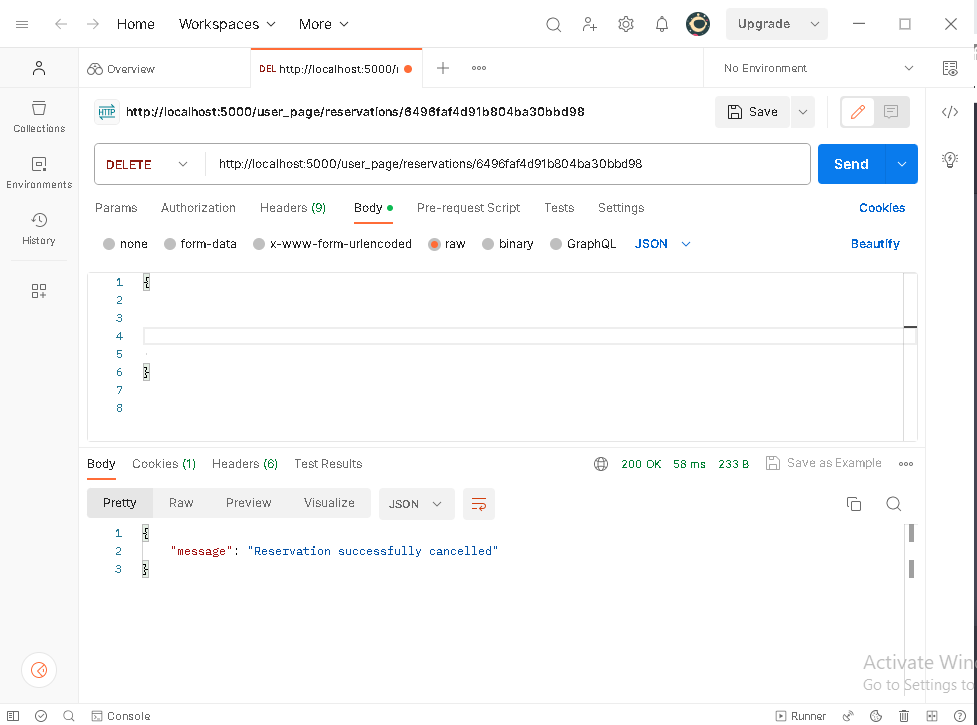 Home Workspaces More Upgrade
Overview DEL http://localhost:5000/ No Environment
http://localhost:5000/user_page/reservations/6496faf4d91b804ba30bbd98 Save
Collections
DELETE http://localhost:5000/user_page/reservations/6496faf4d91b804ba30bbd98 Send
Environments
Params Authorization Headers (9) Body Pre-request Script Tests Settings Cookies
History
none form-data x-www-form-urlencoded raw binary GraphQL JSON Beautify
1 {
2
3
4
5
6 }
7
8
Body Cookies (1) Headers (6) Test Results 200 OK 58 ms 233 B Save as Example
Pretty Raw Preview Visualize JSON
1 {
2 "message": "Reservation successfully cancelled"
3 }
Activate Win
Go to Settings to
Console Runner